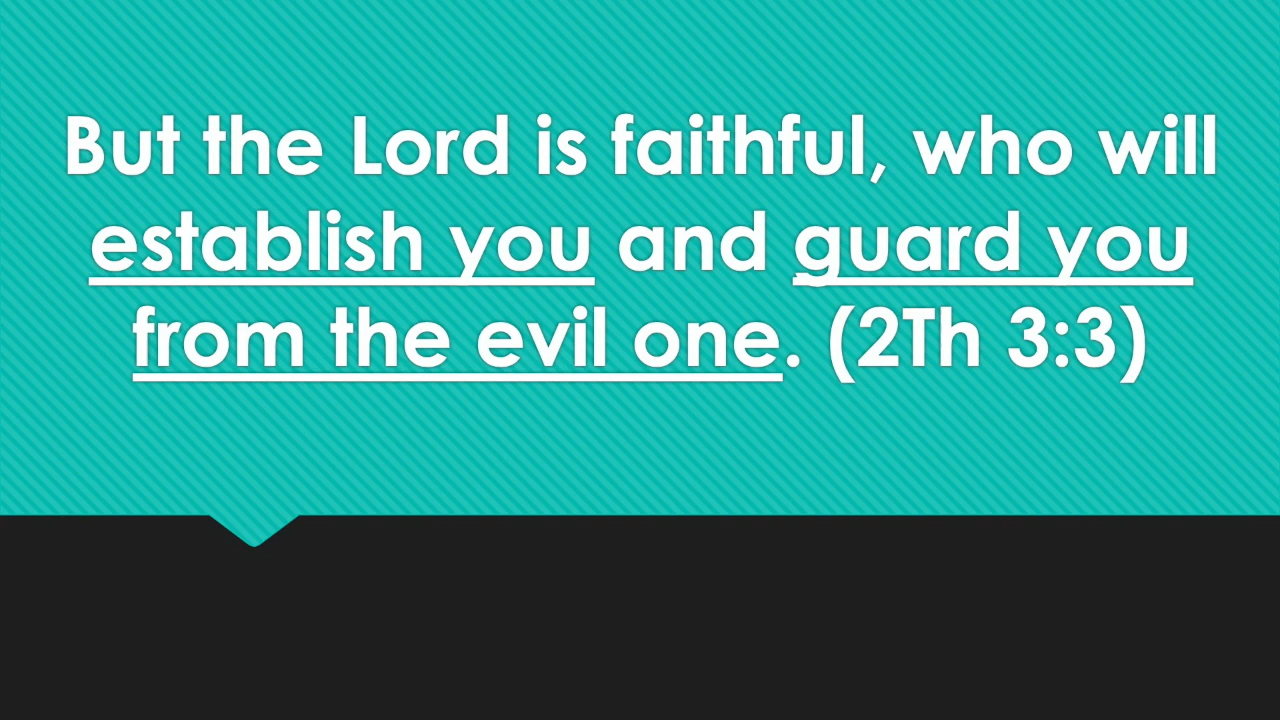 But the Lord is faithful, who will
establish you and guard you
from the evil one. (2Th 3:3)